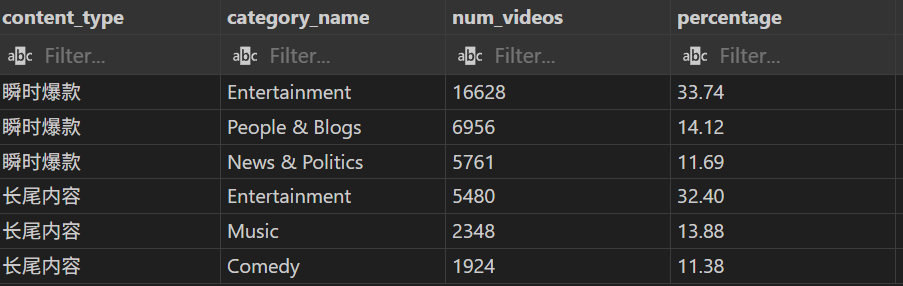 content_type category_name num_videos percentage
abc Filter... abc Filter... abc Filter... abc Filter...
瞬时爆款 Entertainment 16628 33.74
瞬时爆款 People & Blogs 6956 14.12
瞬时爆款 News & Politics 5761 11.69
长尾内容 Entertainment 5480 32.40
长尾内容 Music 2348 13.88
长尾内容 Comedy 1924 11.38